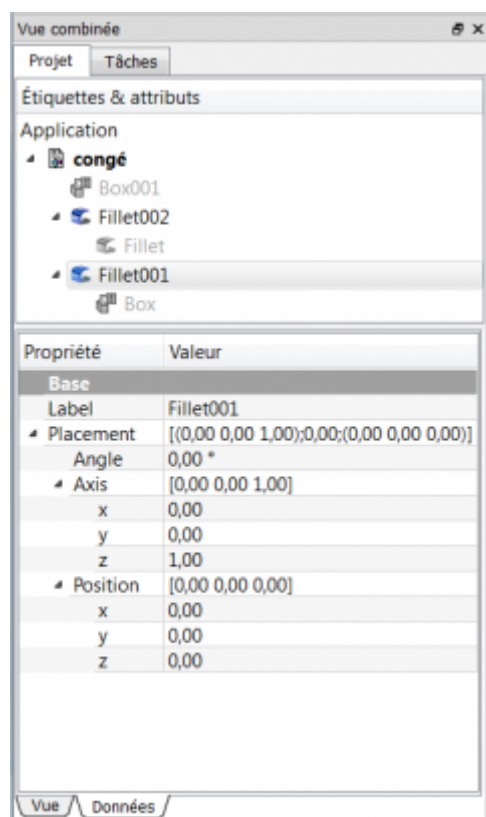 Vue combinée
Projet Tâches
Étiquettes & attributs
Application
congé
Box001
Fillet002
Fillet
Fillet001
Box
Propriété Valeur
Base
Label Fillet001
Placement [(0,00 0,00 1,00);0,00;(0,00 0,00 0,00)]
Angle 0,00 °
Axis [0,00 0,00 1,00]
x 0,00
y 0,00
z 1,00
Position [0,00 0,00 0,00]
x 0,00
y 0,00
z 0,00
Vue Données